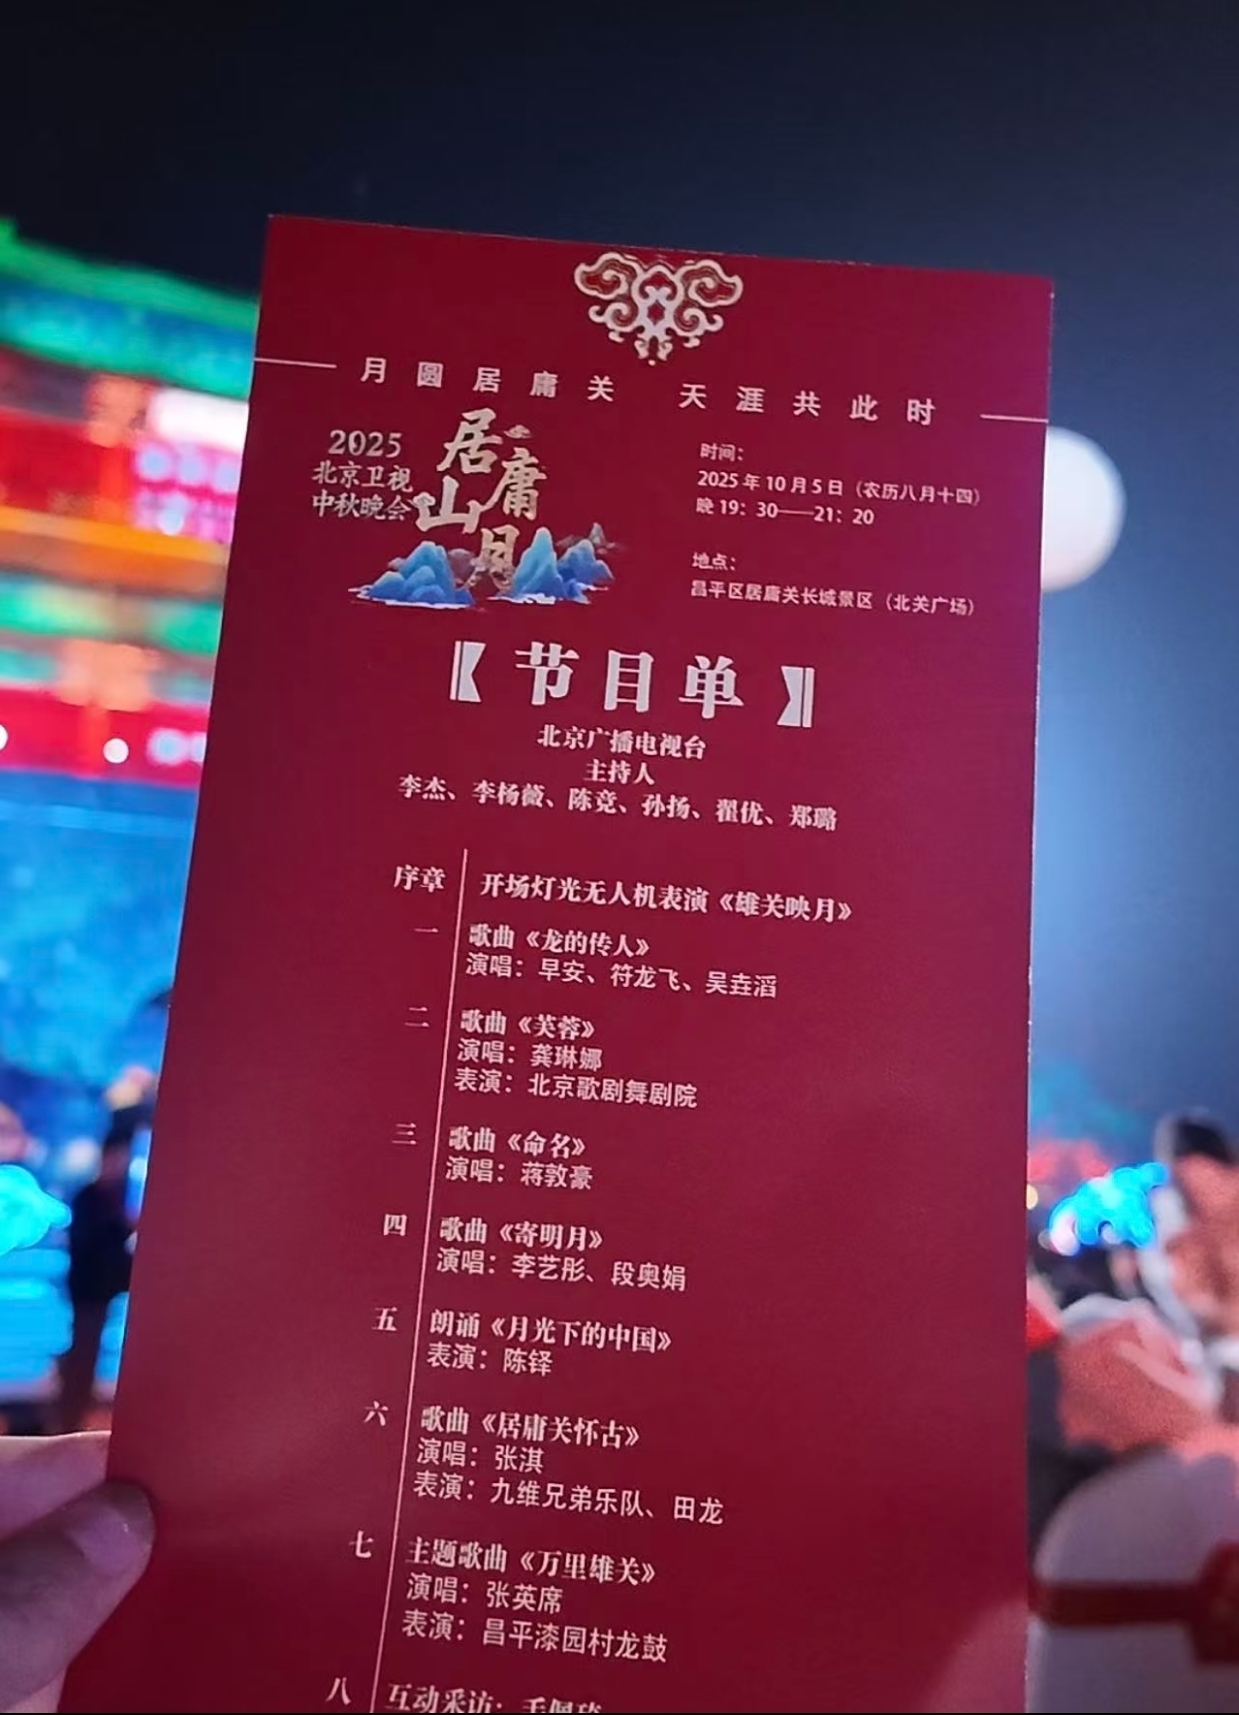 月圆居庸关 天涯共此时
2025
北京卫视
中秋晚会
居庸山月
时间：
2025年10月5日（农历八月十四）
晚19：30——21：20
地点：
昌平区居庸关长城景区（北关广场）
【节目单】
北京广播电视台
主持人
李杰、李杨薇、陈竞、孙扬、翟优、郑璐
序章 开场灯光无人机表演《雄关映月》
一 歌曲《龙的传人》
演唱：早安、符龙飞、吴垚滔
二 歌曲《芙蓉》
演唱：龚琳娜
表演：北京歌剧舞剧院
三 歌曲《命名》
演唱：蒋敦豪
四 歌曲《寄明月》
演唱：李艺彤、段奥娟
五 朗诵《月光下的中国》
表演：陈铎
六 歌曲《居庸关怀古》
演唱：张淇
表演：九维兄弟乐队、田龙
七 主题歌曲《万里雄关》
演唱：张英席
表演：昌平漆园村龙鼓
八 互动采访：